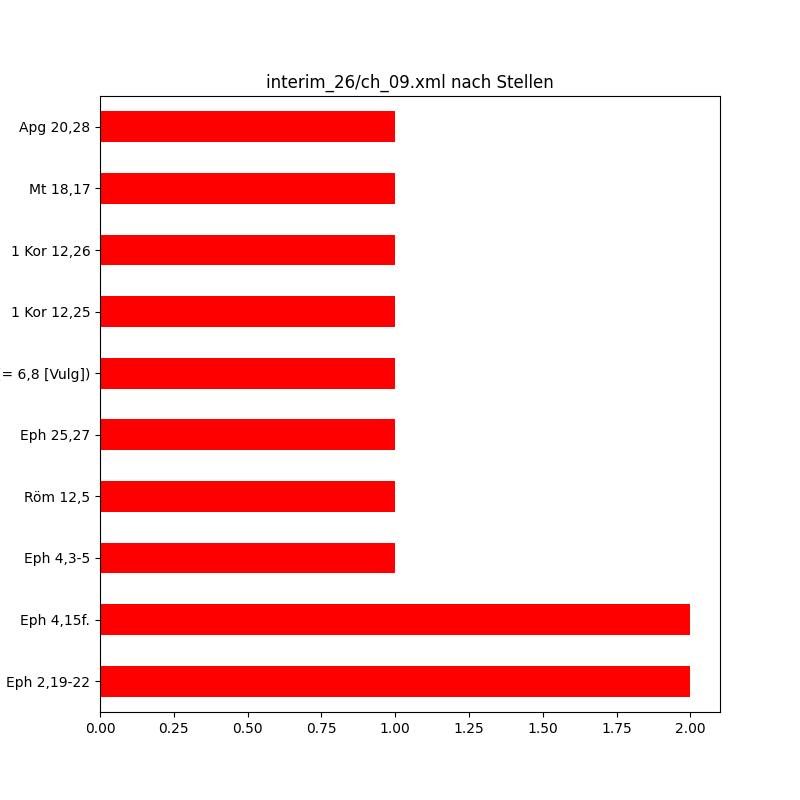 interim_26/ch_09.xml nach Stellen
Apg 20,28
Mt 18,17
1 Kor 12,26
1 Kor 12,25
= 6,8 [Vulg])
Eph 25,27
Röm 12,5
Eph 4,3-5
Eph 4,15f.
Eph 2,19-22
0.00 0.25 0.50 0.75 1.00 1.25 1.50 1.75 2.00